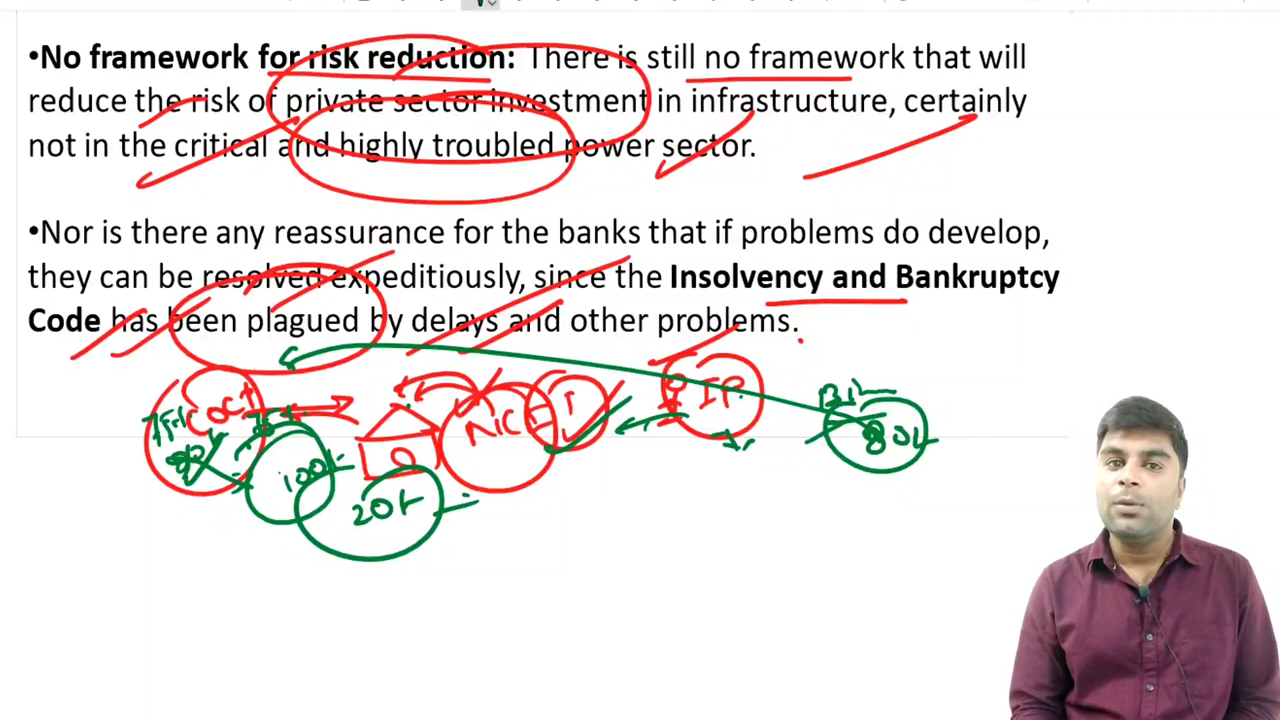 •No framework for risk reduction: There is still no framework that will
reduce the risk of private sector investment in infrastructure, certainly
not in the critical and highly troubled power sector.
•Nor is there any reassurance for the banks that if problems do develop,
they can be resolved expeditiously, since the Insolvency and Bankruptcy
Code has been plagued by delays and other problems.
IP
100